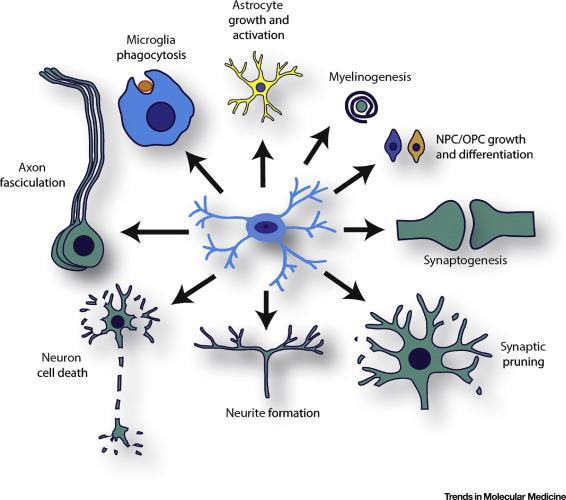 Astrocyte
growth and
activation
Microglia
phagocytosis
Myelinogenesis
NPC/OPC growth
and differentiation
Axon
fasciculation
Synaptogenesis
Neuron
cell death
Synaptic
pruning
Neurite formation
Trends in Molecular Medicine